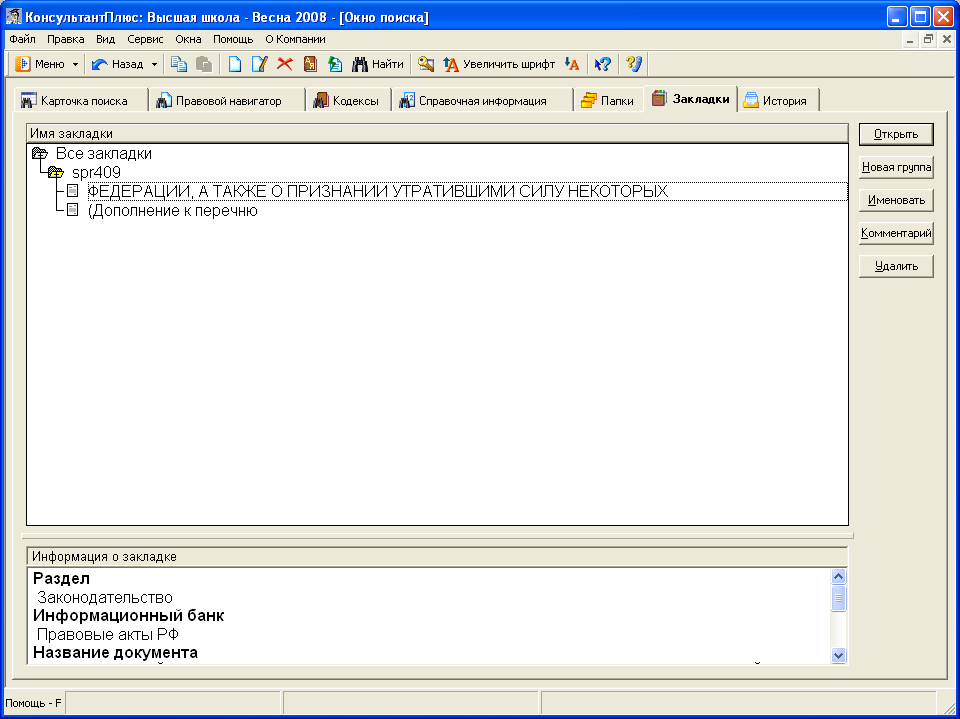 КонсультантПлюс: Высшая школа - Весна 2008 - [Окно поиска]
Файл Правка Вид Сервис Окна Помощь О Компании
Меню Назад Найти Увеличить шрифт
Карточка поиска Правовой навигатор Кодексы Справочная информация Папки Закладки История
Имя закладки
Все закладки
spr409
ФЕДЕРАЦИИ, А ТАКЖЕ О ПРИЗНАНИИ УТРАТИВШИМИ СИЛУ НЕКОТОРЫХ
(Дополнение к перечню
Открыть
Новая группа
Именовать
Комментарий
Удалить
Информация о закладке
Раздел
Законодательство
Информационный банк
Правовые акты РФ
Название документа
Помощь - F